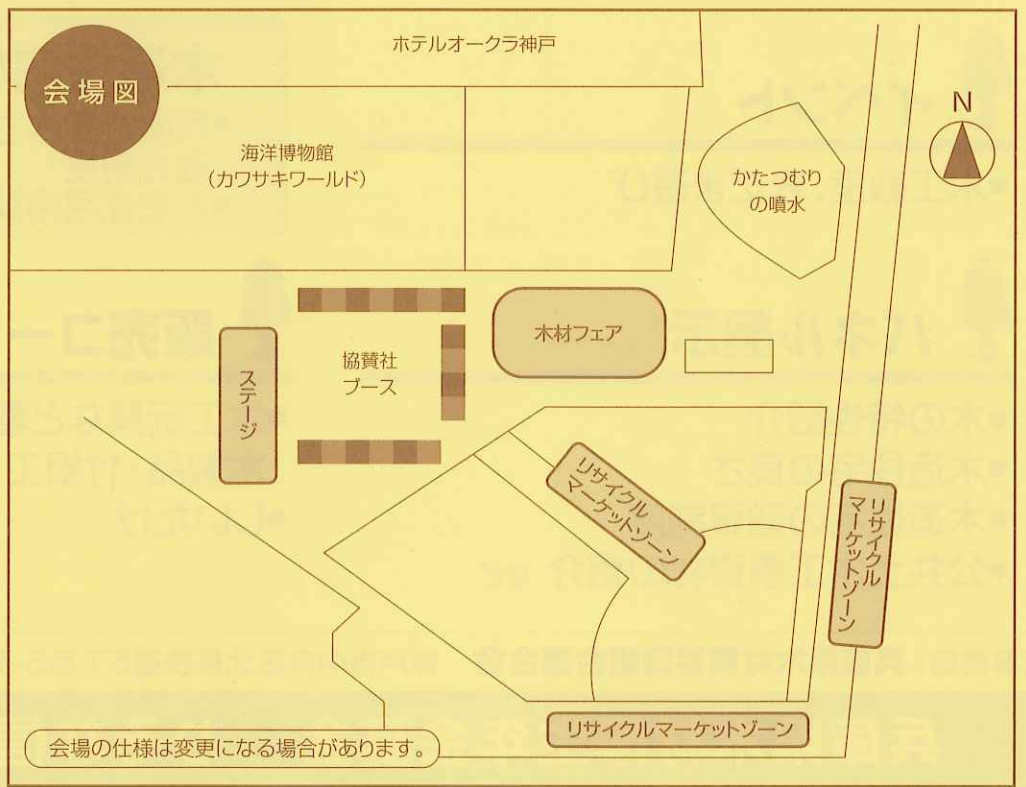 会場図
ホテルオークラ神戸
海洋博物館
(カワサキワールド)
かたつむり
の噴水
N
木材フェア
協賛社
ブース
ステージ
リサイクル
マーケットゾーン
リサイクル
マーケットゾーン
リサイクルマーケットゾーン
会場の仕様は変更になる場合があります。